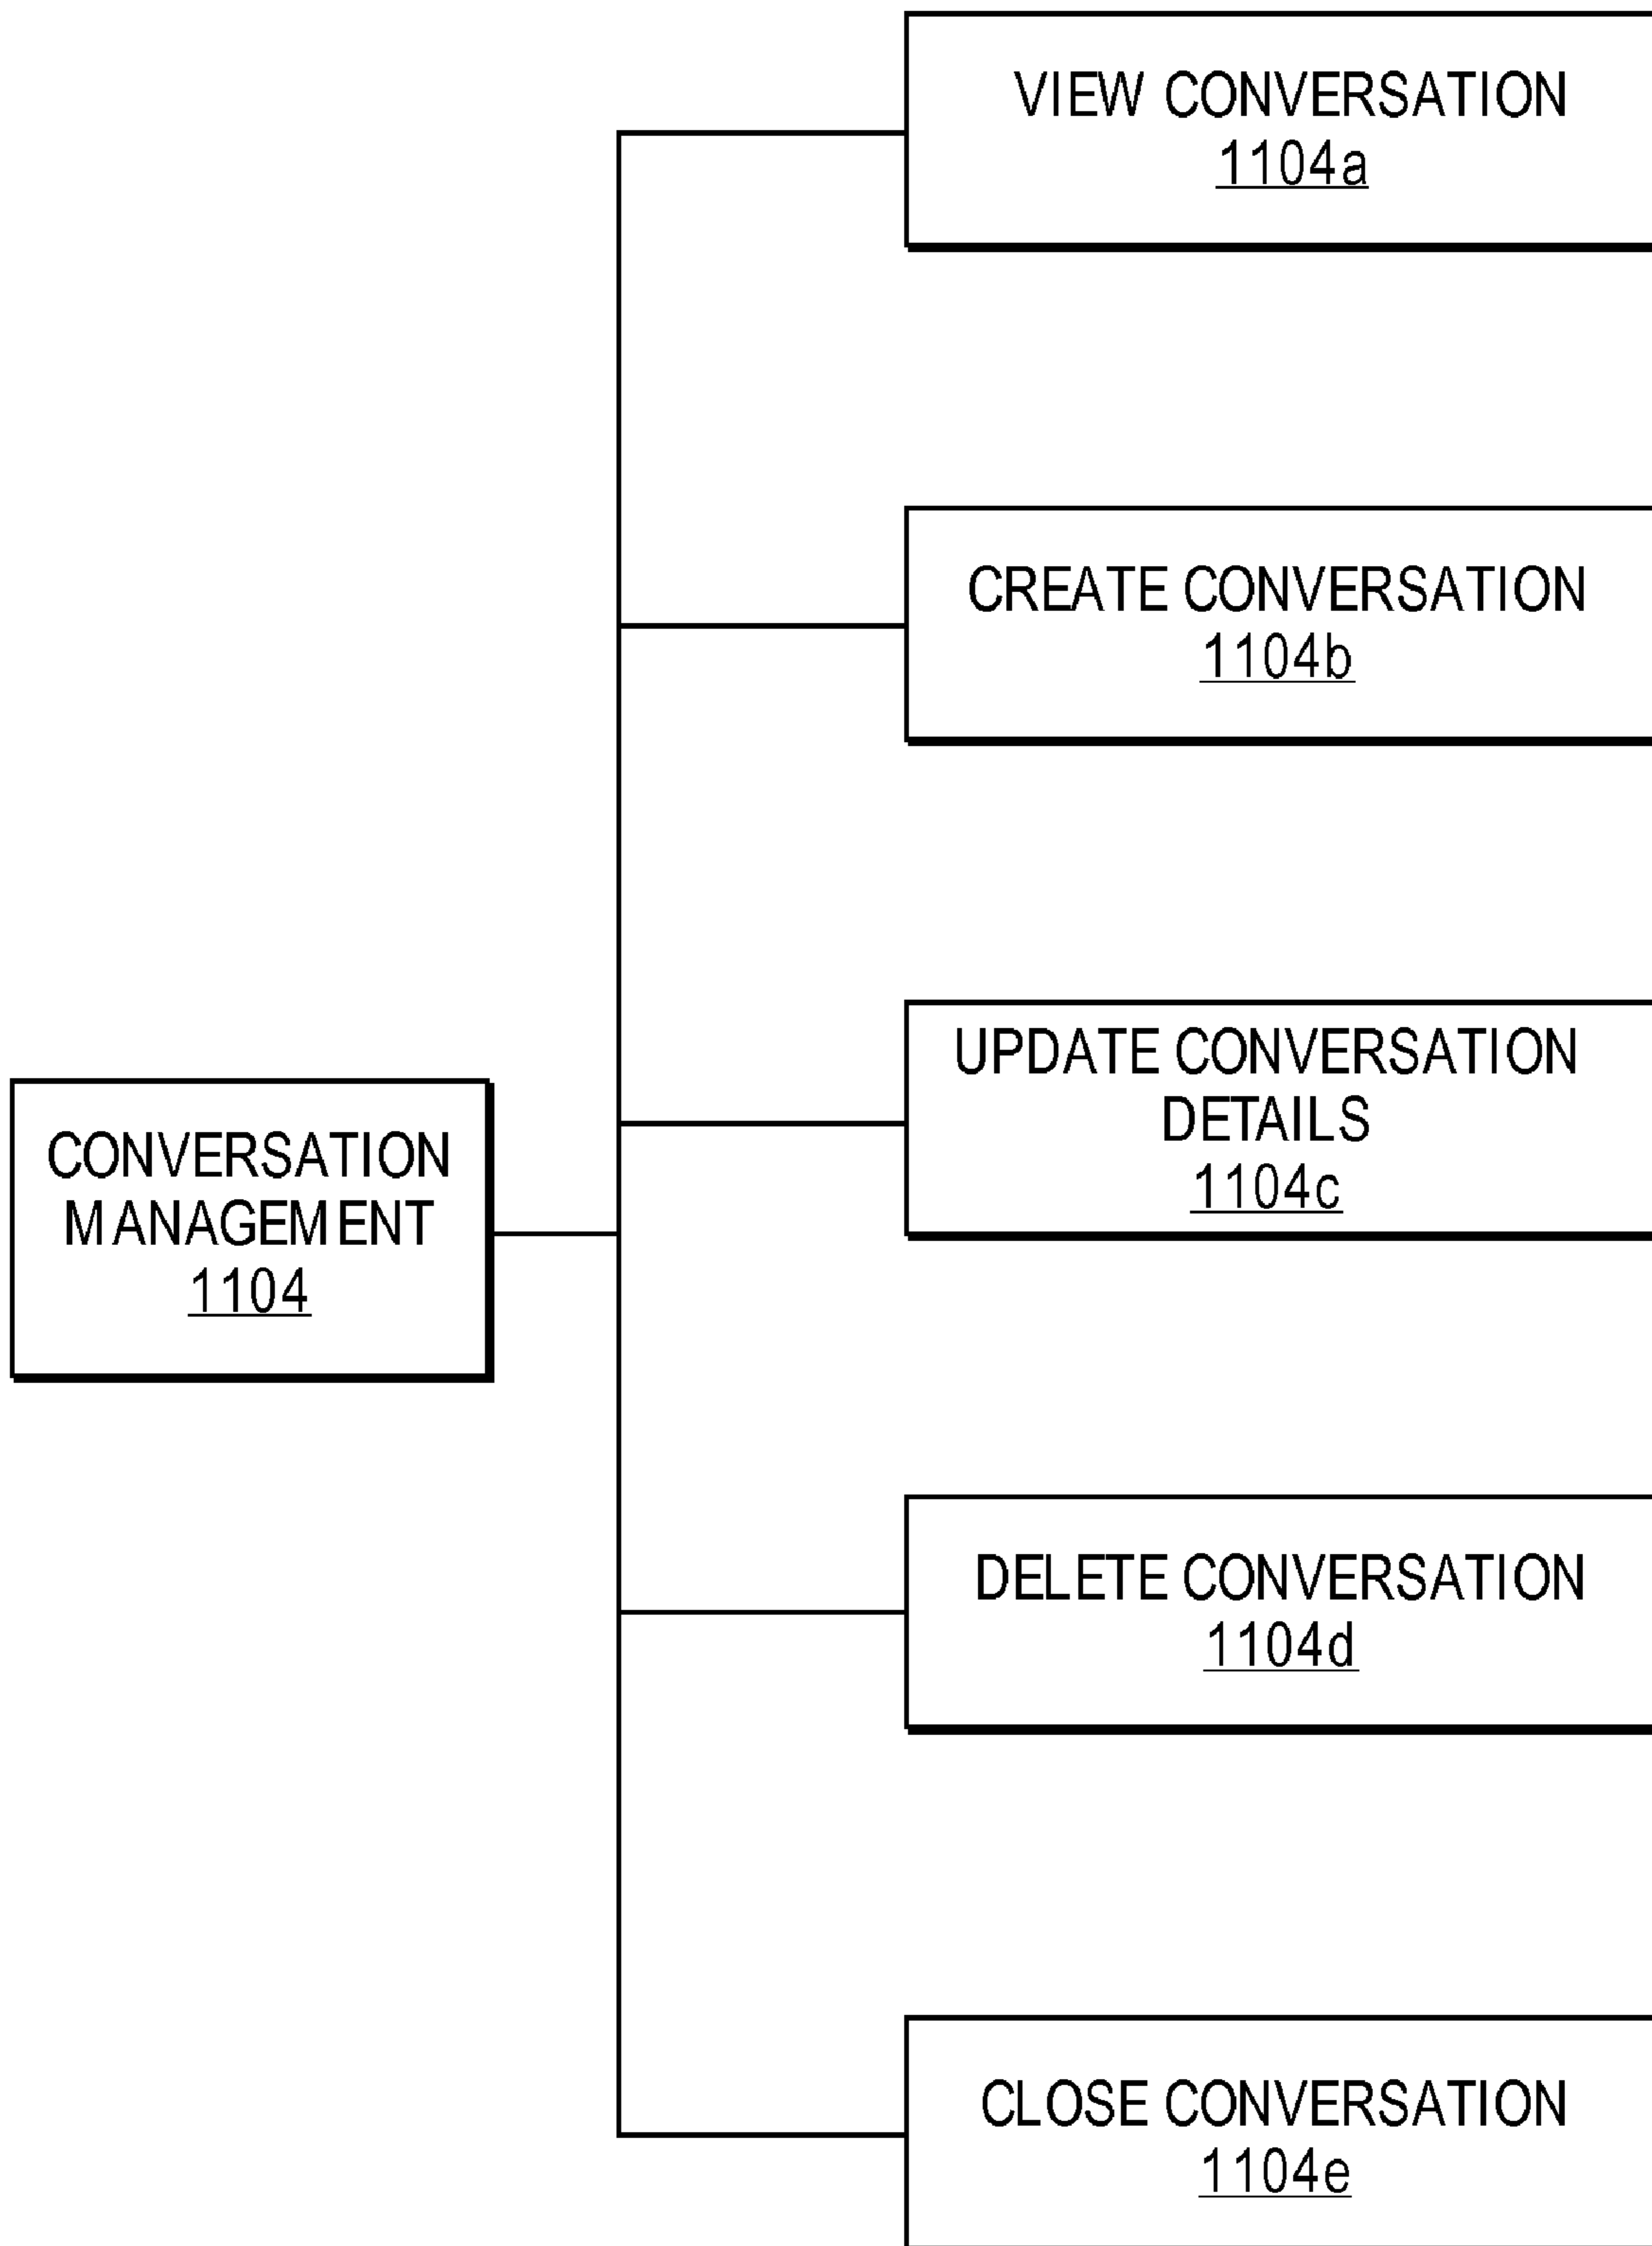 VIEW CONVERSATION
1104a
CREATE CONVERSATION
1104b
UPDATE CONVERSATION
DETAILS
1104c
CONVERSATION
MANAGEMENT
1104
DELETE CONVERSATION
1104d
CLOSE CONVERSATION
1104e